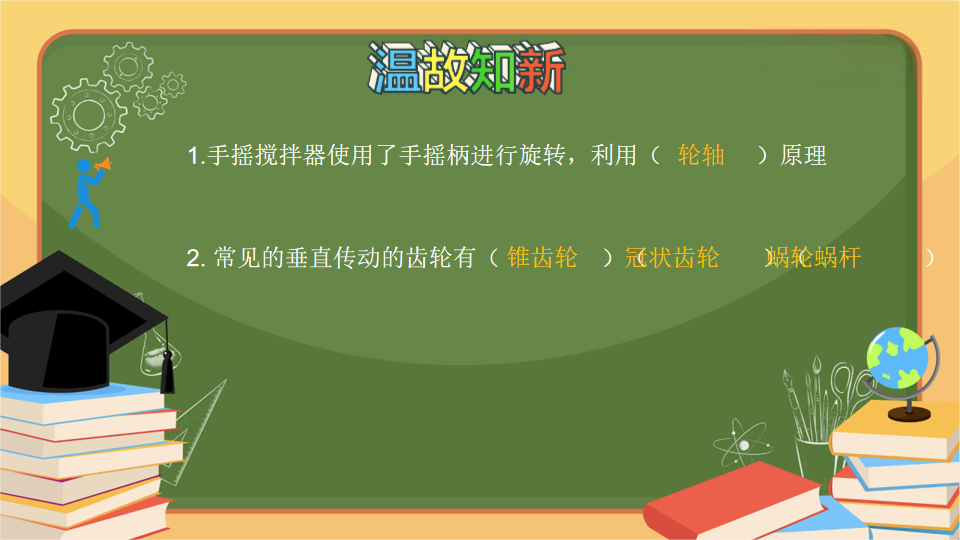 温故知新
1.手摇搅拌器使用了手摇柄进行旋转，利用（ 轮轴 ）原理
2. 常见的垂直传动的齿轮有（ 锥齿轮 ）（冠状齿轮 ）（蜗轮蜗杆 ）